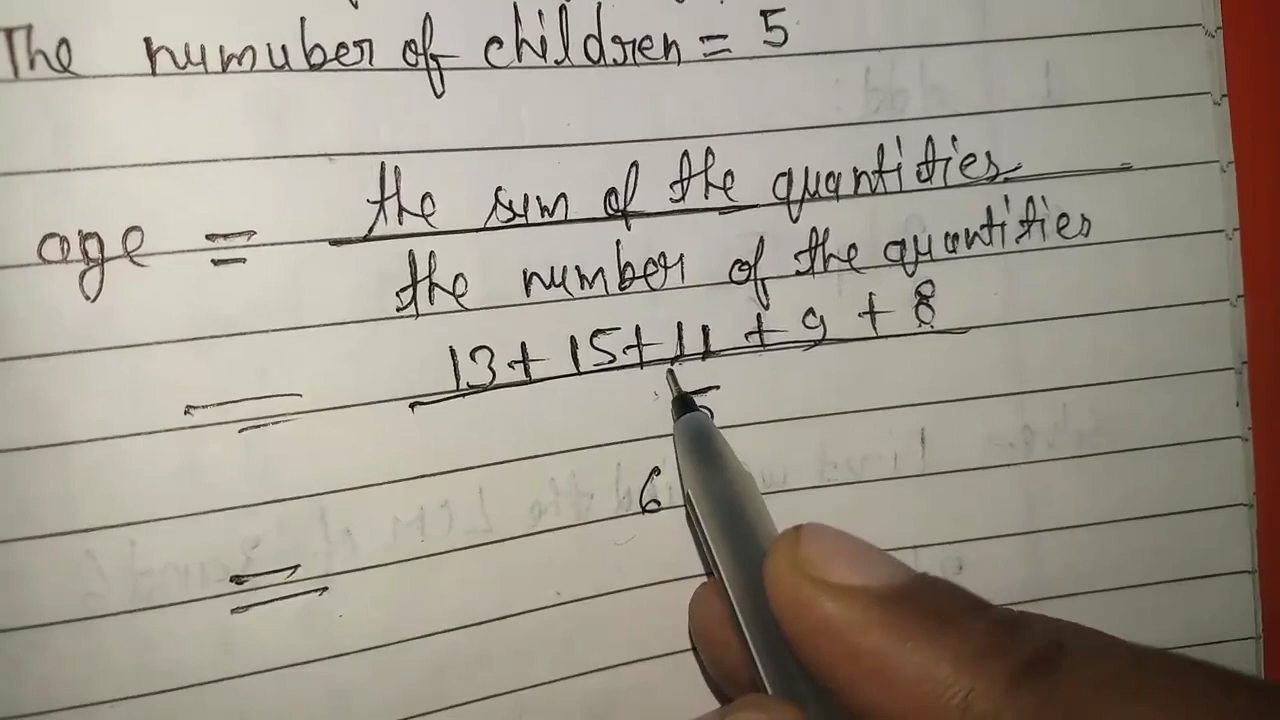 The numuber of children = 5
age = the sum of the quantities
the number of the quantities
= 13 + 15 + 11 + 9 + 8
5
= 6